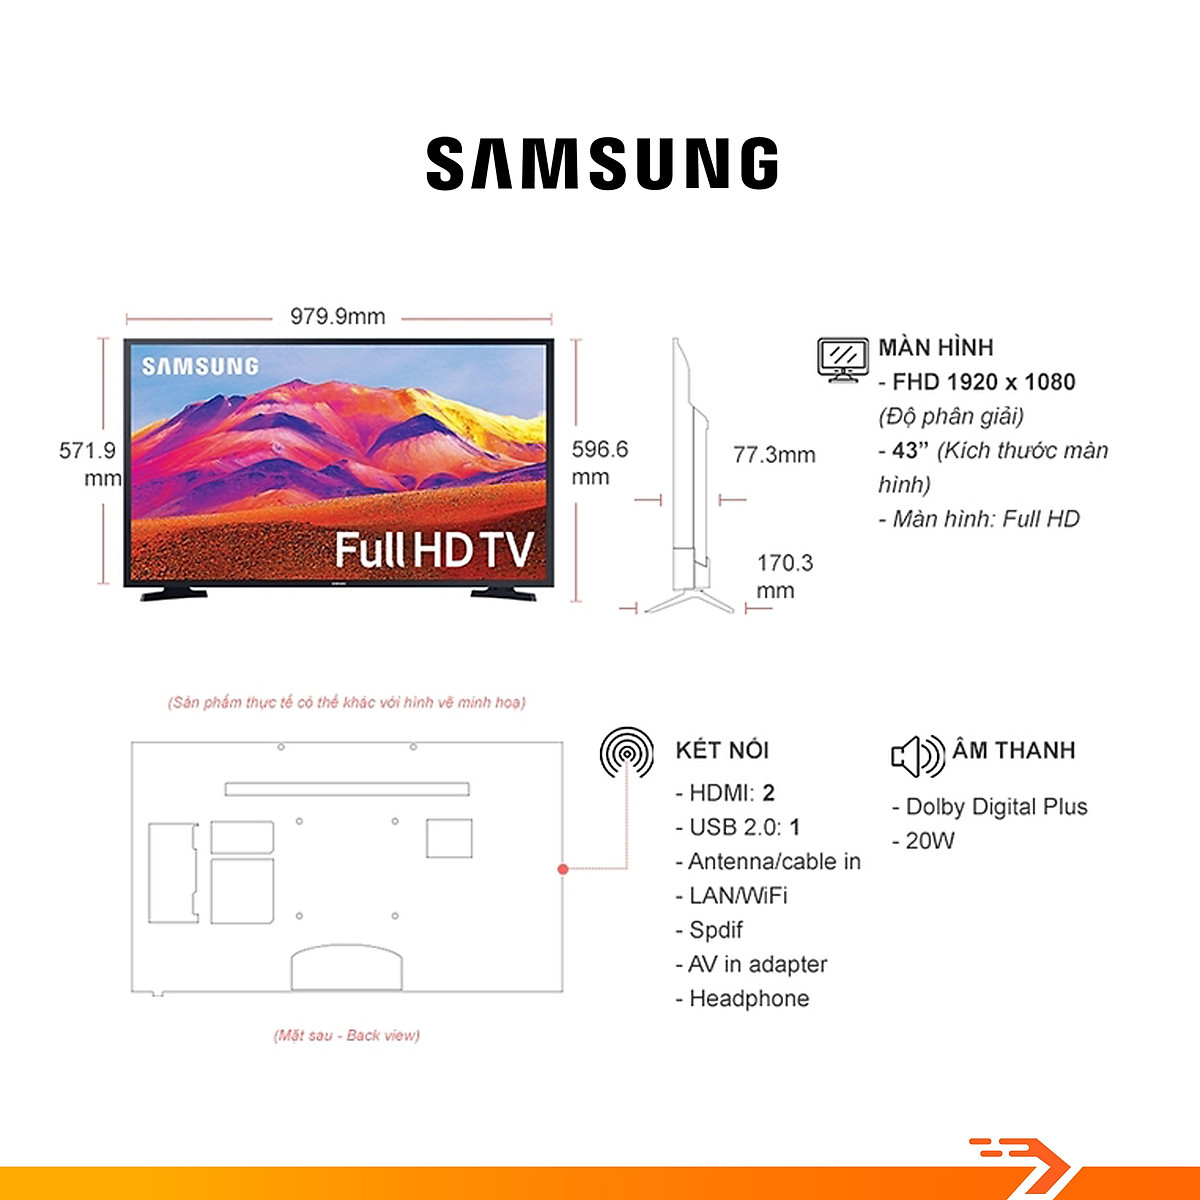 SAMSUNG
979.9mm
SAMSUNG
571.9
mm
596.6
mm
Full HD TV
SAMSUNG
77.3mm
170.3
mm
MÀN HÌNH
- FHD 1920 x 1080
(Độ phân giải)
- 43” (Kích thước màn
hình)
- Màn hình: Full HD
(Sản phẩm thực tế có thể khác với hình vẽ minh hoạ)
(Mặt sau - Back view)
KẾT NỐI
- HDMI: 2
- USB 2.0: 1
- Antenna/cable in
- LAN/WiFi
- Spdif
- AV in adapter
- Headphone
ÂM THANH
- Dolby Digital Plus
- 20W